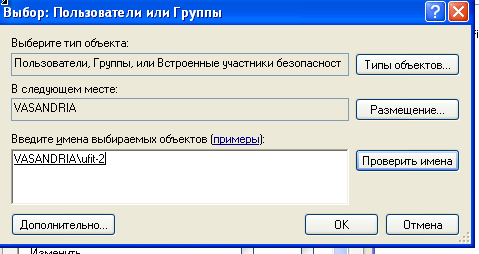 Выбор: Пользователи или Группы
Выберите тип объекта:
Пользователи, Группы, или Встроенные участники безопасност
Типы объектов...
В следующем месте:
VASANDRIA
Размещение...
Введите имена выбираемых объектов (примеры):
VASANDRIA\ufit-2
Проверить имена
Дополнительно...
OK
Отмена
Изменить